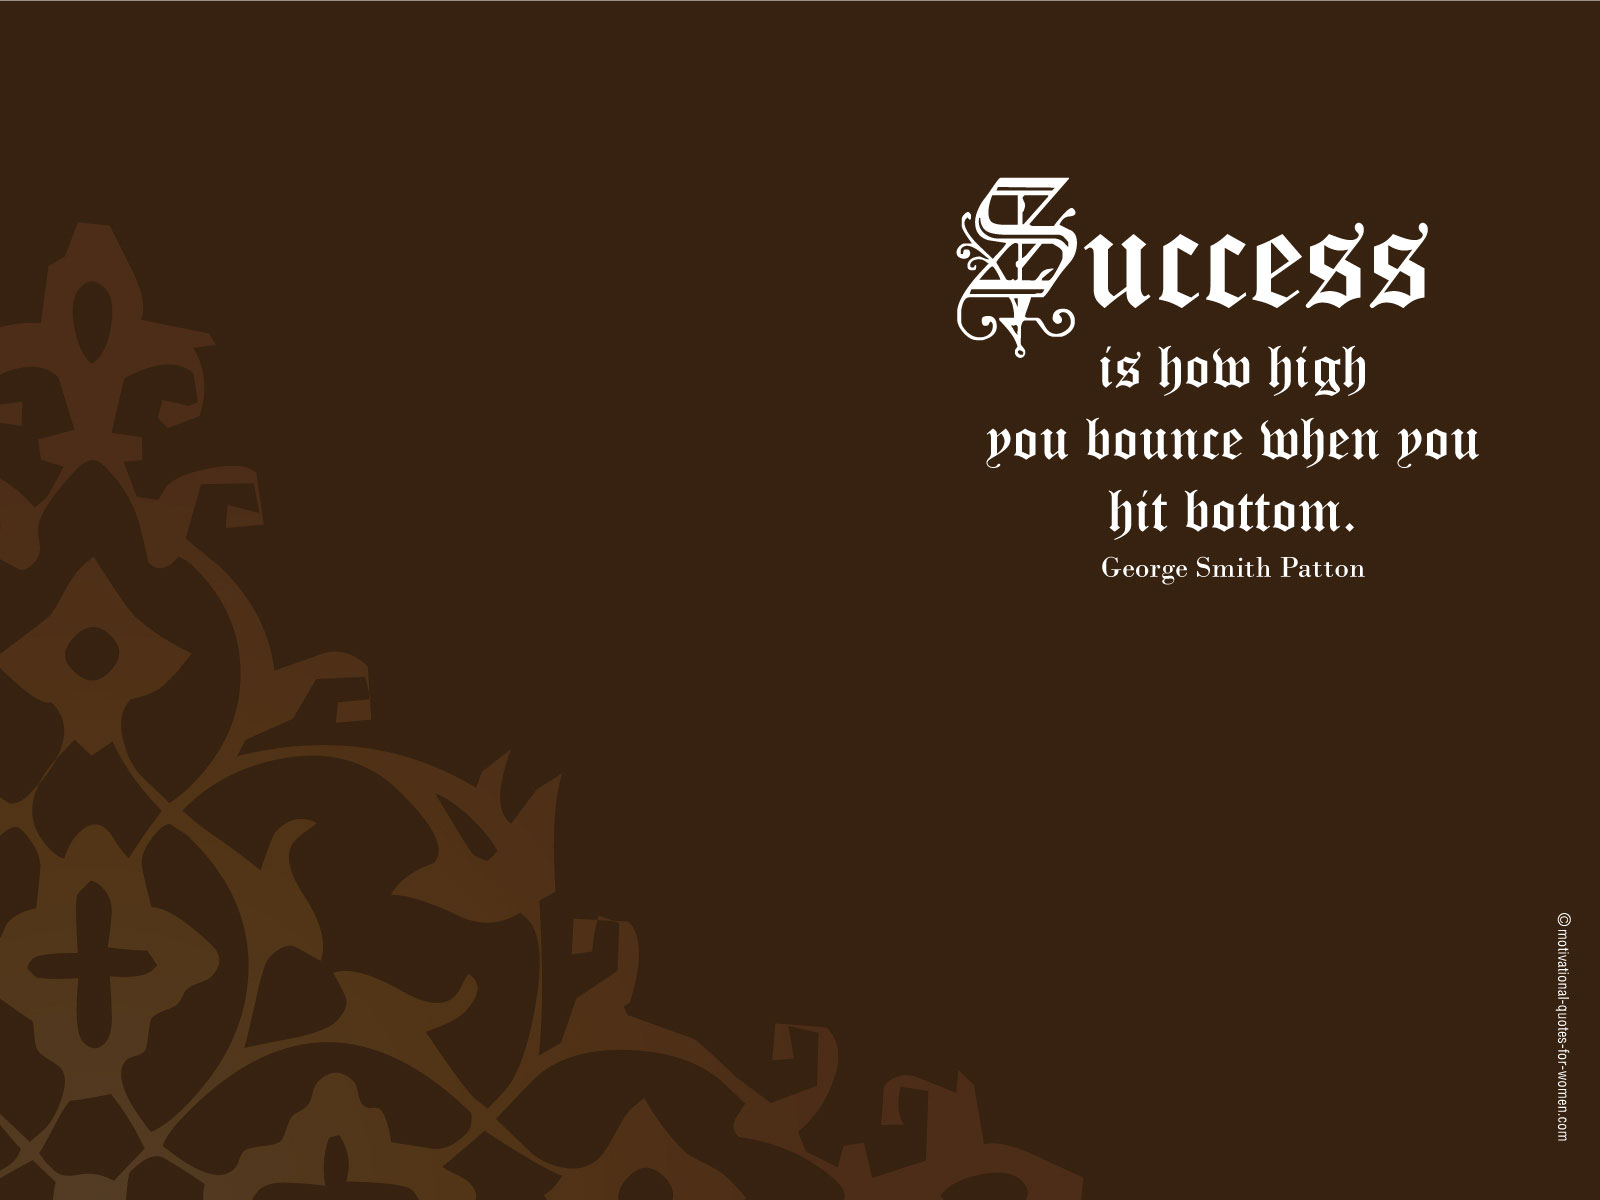 Success
is how high
you bounce when you
hit bottom.
George Smith Patton
© motivational-quotes-for-women.com